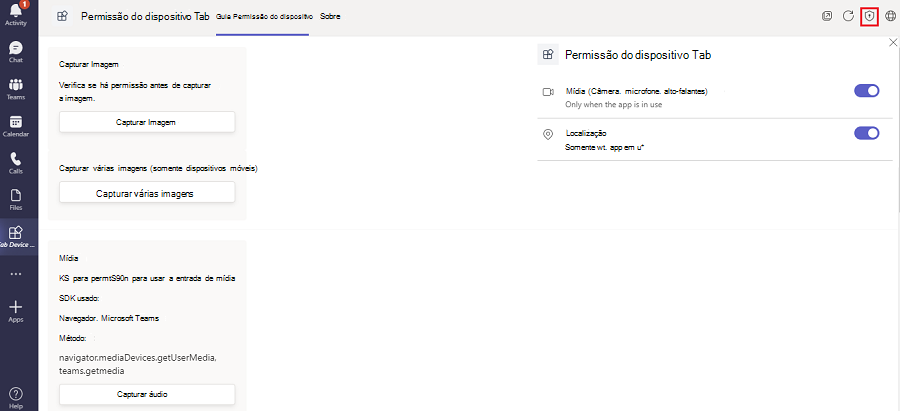 1
Activity
Chat
Teams
Calendar
Calls
Files
ab Device ...
Apps
Help
Permissão do dispositivo Tab
Guia Permissão do dispositivo
Sobre
Capturar Imagem
Verifica se há permissão antes de capturar
a imagem.
Capturar Imagem
Capturar várias imagens (somente dispositivos móveis)
Capturar várias imagens
Mídia
KS para permtS90n para usar a entrada de mídia
SDK usado:
Navegador. Microsoft Teams
Método:
navigator.mediaDevices.getUserMedia.
teams.getmedia
Capturar áudio
Permissão do dispositivo Tab
Mídia (Câmera. microfone. alto-falantes)
Only when the app is in use
Localização
Somente wt. app em u*